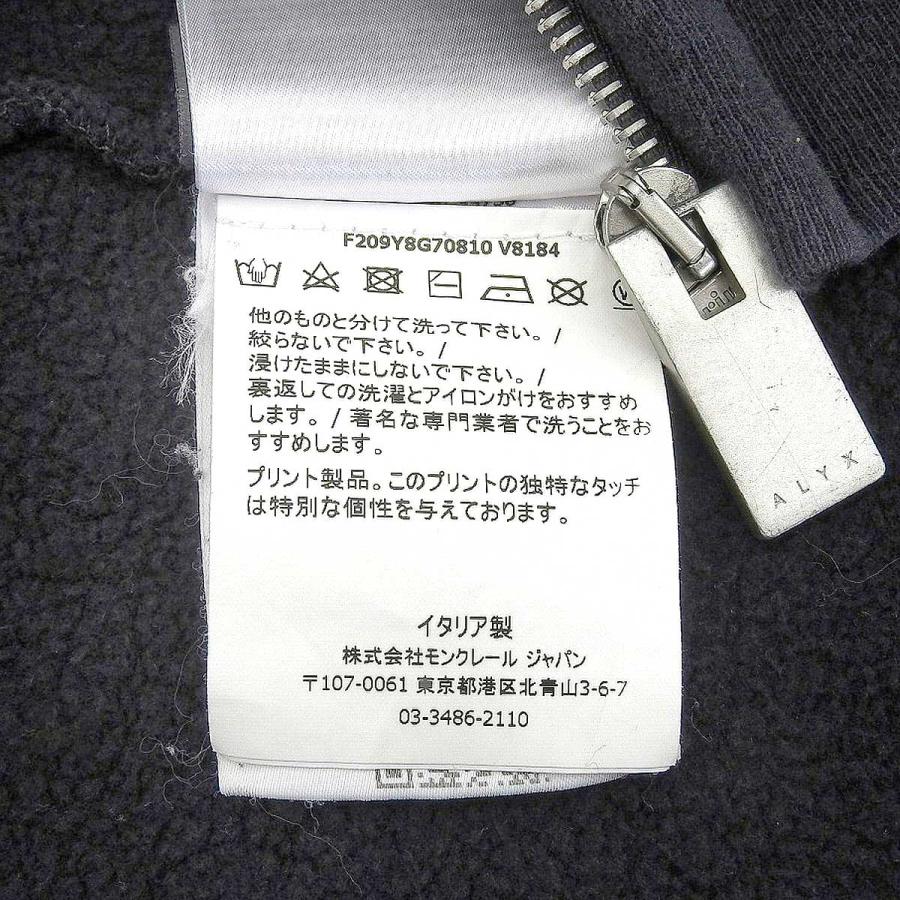 F209Y8G70810 V8184
他のものと分けて洗って下さい。 /
絞らないで下さい。 /
浸けたままにしないで下さい。 /
裏返しての洗濯とアイロンがけをおすすめ
します。 / 著名な専門業者で洗うことをお
すすめします。
プリント製品。このプリントの独特なタッチ
は特別な個性を与えております。
イタリア製
株式会社モンクレール ジャパン
〒107-0061 東京都港区北青山3-6-7
03-3486-2110
ALYX